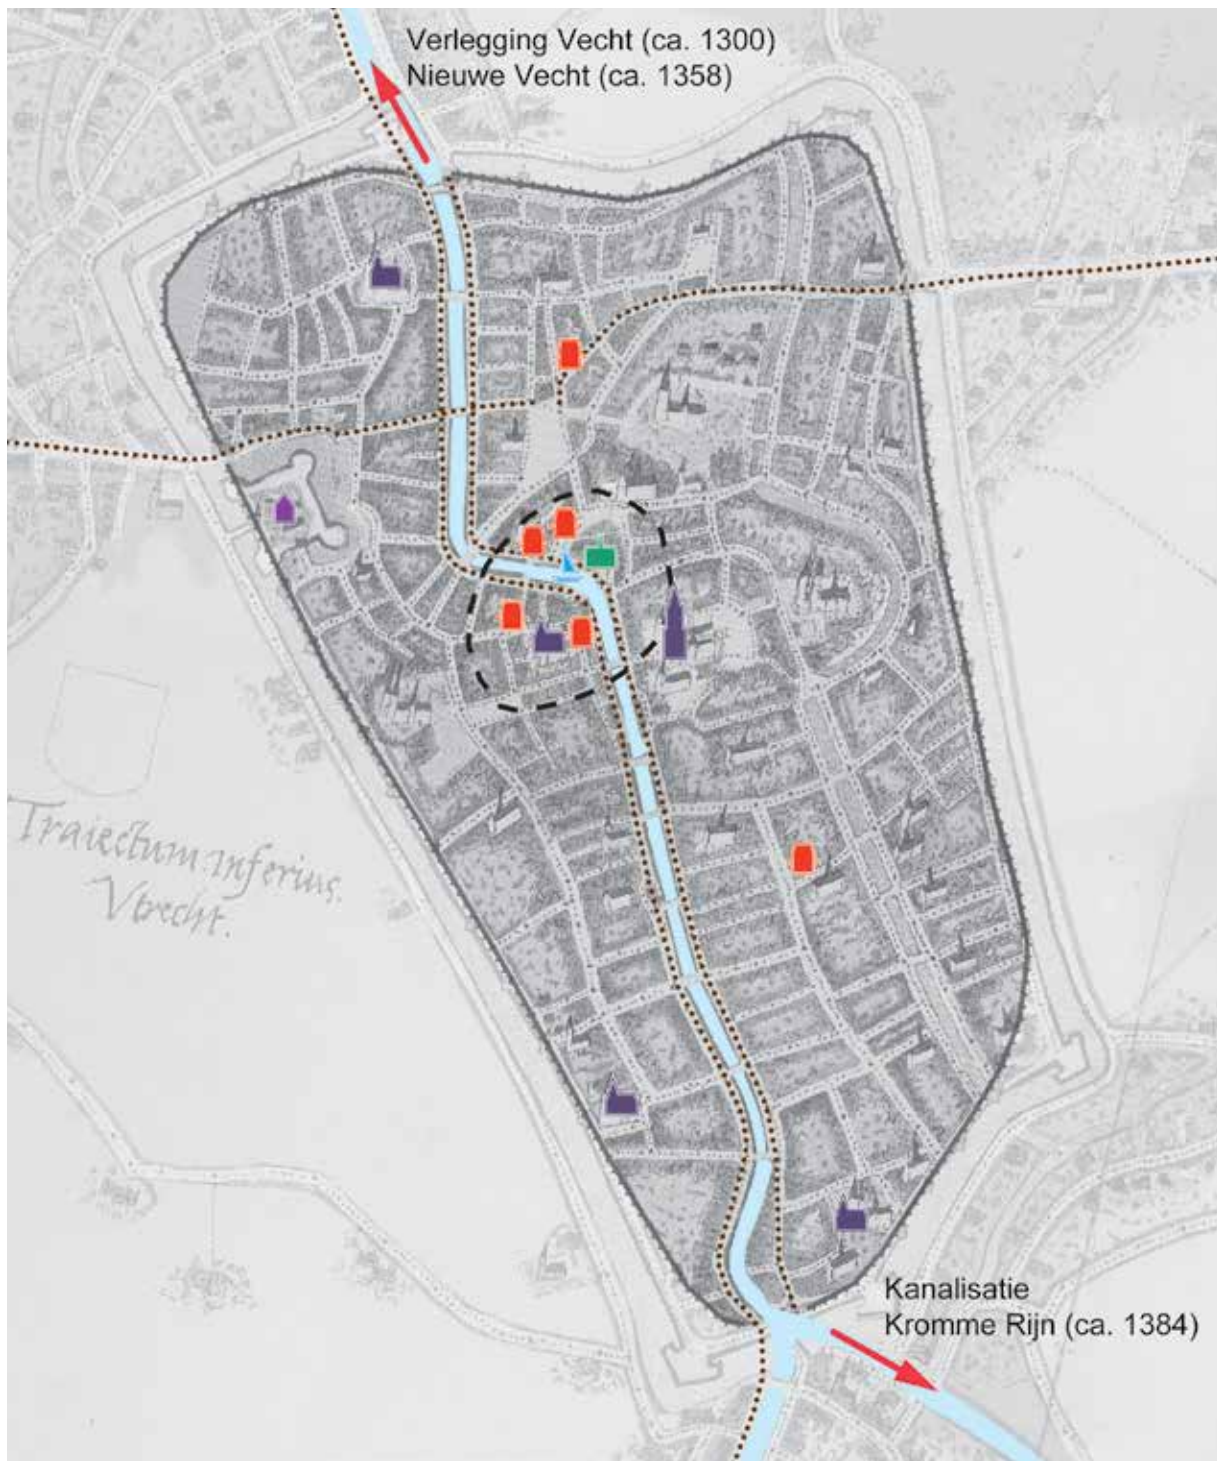 Verlegging Vecht (ca. 1300)
Nieuwe Vecht (ca. 1358)
Traiectum inferius.
Vtrecht.
Kanalisatie
Kromme Rijn (ca. 1384)